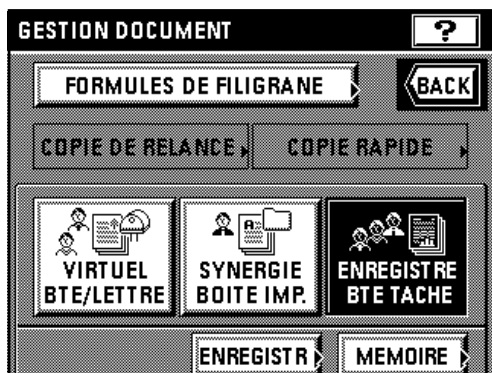 GESTION DOCUMENT ?
FORMULES DE FILIGRANE BACK
COPIE DE RELANCE COPIE RAPIDE
VIRTUEL
BTE/LETTRE
SYNERGIE
BOITE IMP.
ENREGISTRE
BTE TACHE
ENREGISTR MEMOIRE